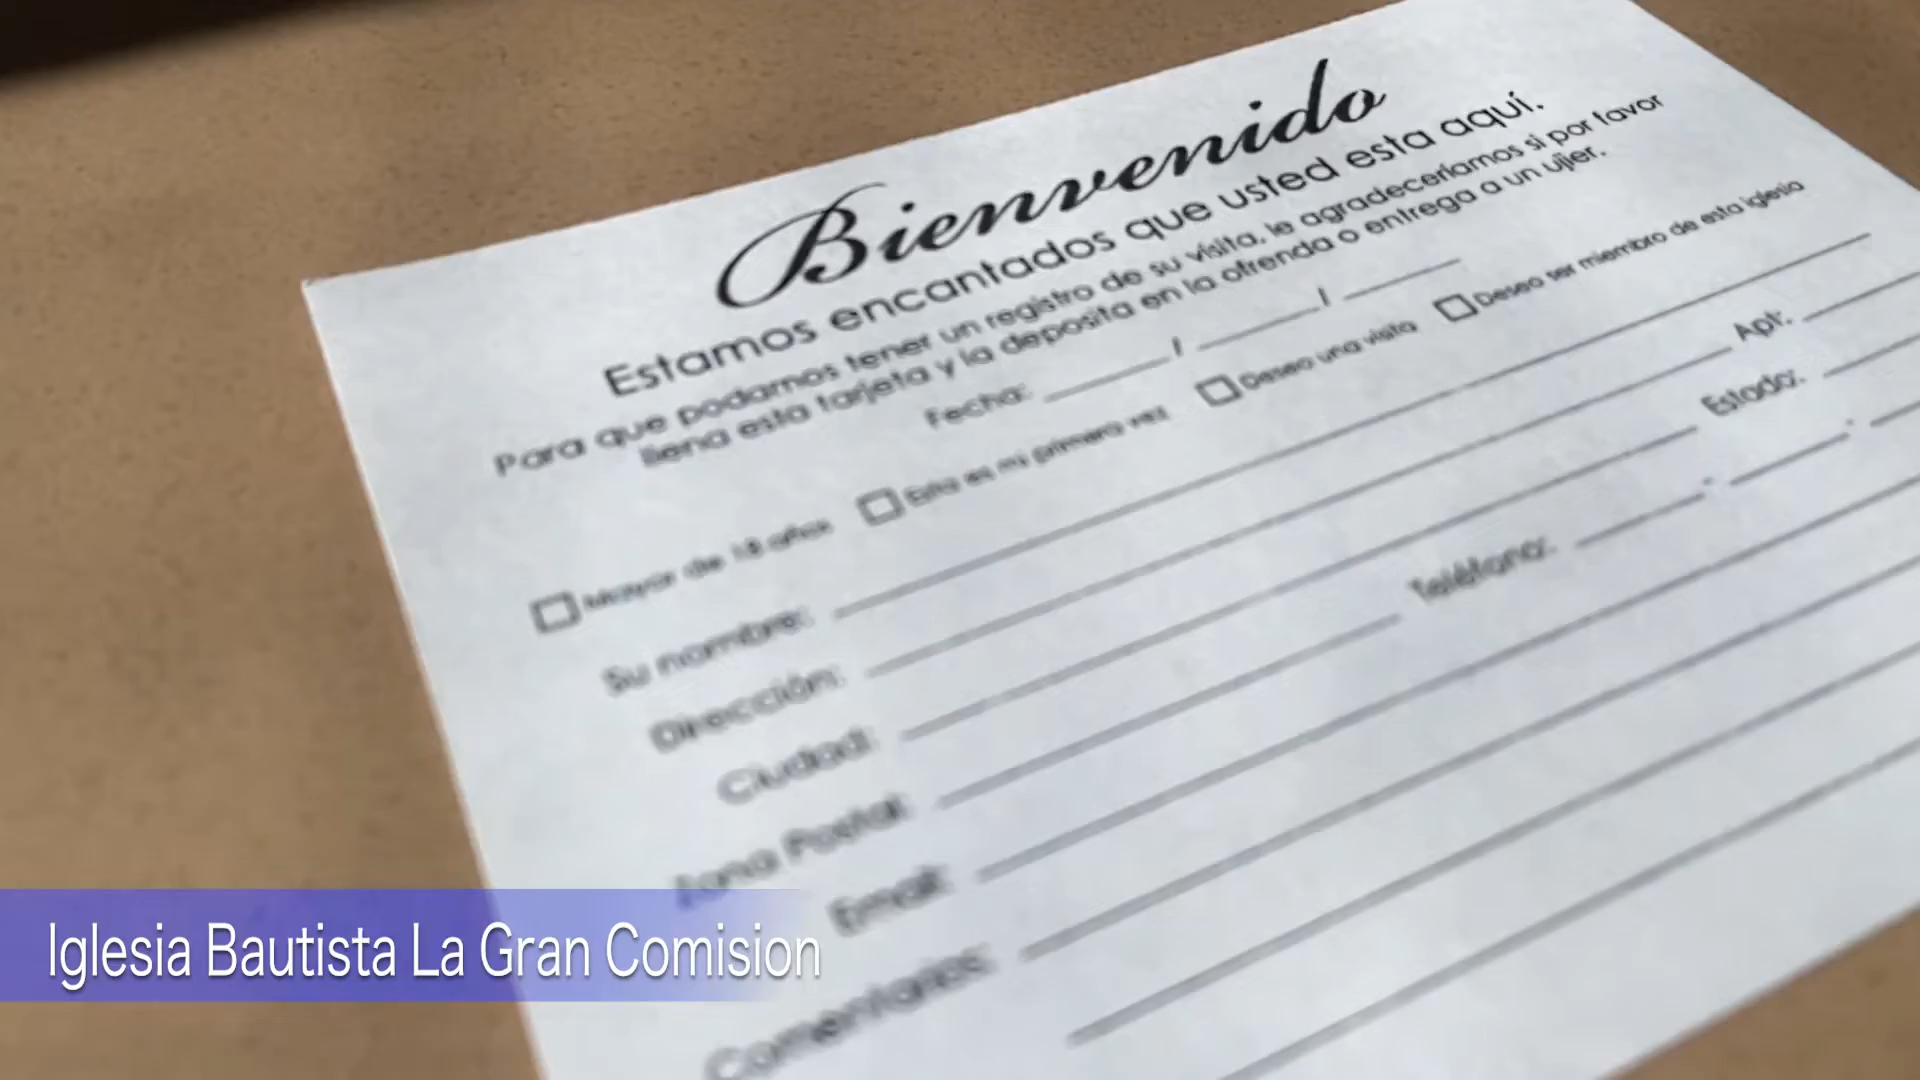 Bienvenido
Estamos encantados que usted esta aquí.
Para que podamos tener un registro de su visita, le agradeceríamos si por favor
llena esta tarjeta y la deposita en la ofrenda o entrega a un ujier.
Fecha: ______ / ______ / ______
Mayor de 18 años Esta es mi primera vez Deseo una visita Deseo ser miembro de esta iglesia
Su nombre:
Dirección: Apt:
Ciudad: Estado:
Zona Postal: Teléfono: - -
Email:
Comentarios:
Iglesia Bautista La Gran Comision